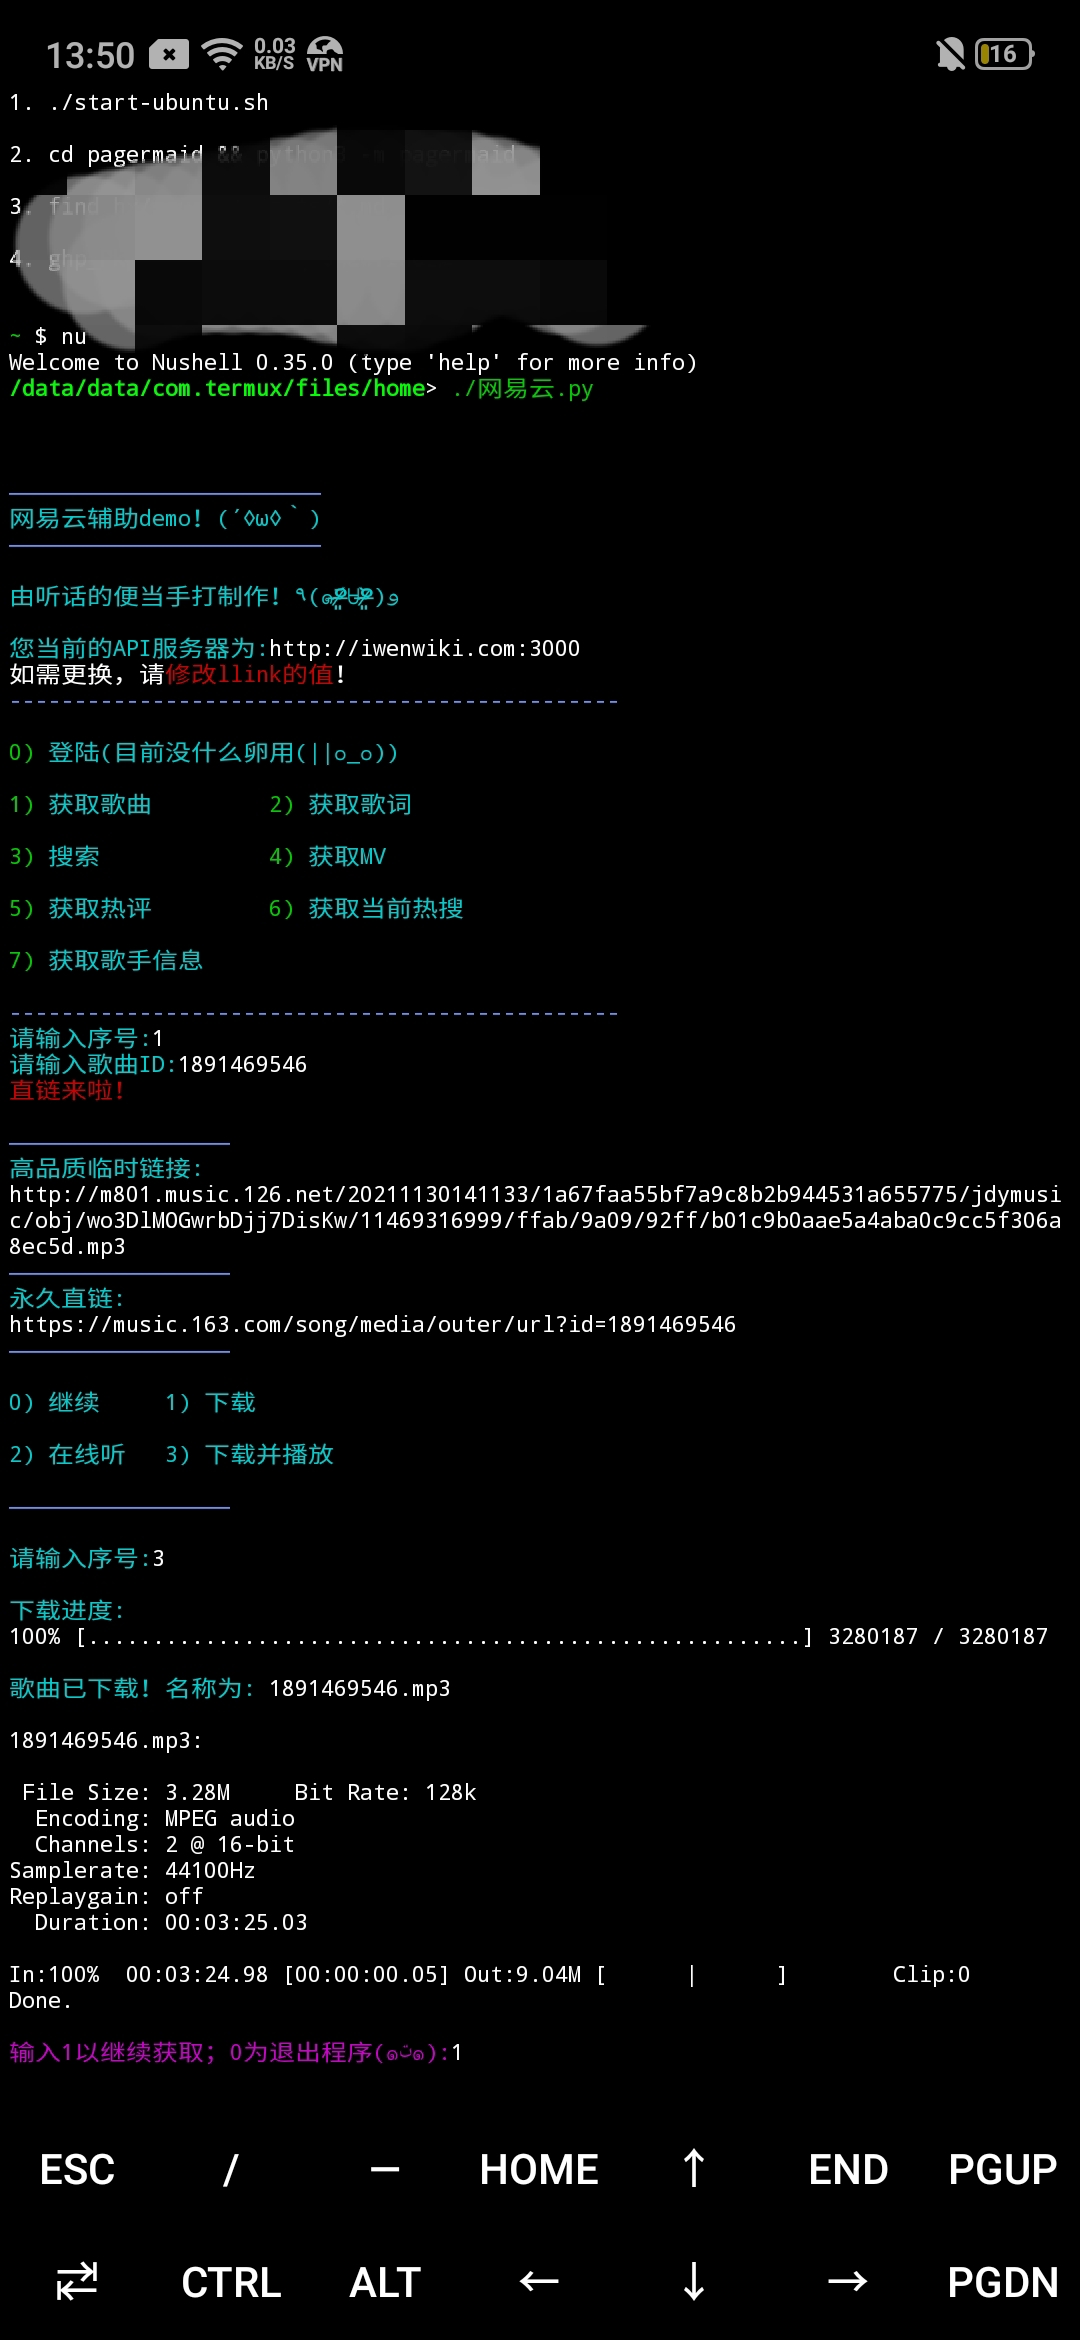 13:50 0.03 KB/S VPN 16
1. ./start-ubuntu.sh
2. cd pagermaid && python3 -m pagermaid
3. find
4. ghp
~ $ nu
Welcome to Nushell 0.35.0 (type 'help' for more info)
/data/data/com.termux/files/home> ./网易云.py
网易云辅助demo! (´◊ω◊｀)
由听话的便当手打制作!
您当前的API服务器为:http://iwenwiki.com:3000
如需更换，请修改llink的值!
-----------------------------------------------
0) 登陆(目前没什么卵用(||๐_๐))
1) 获取歌曲 2) 获取歌词
3) 搜索 4) 获取MV
5) 获取热评 6) 获取当前热搜
7) 获取歌手信息
-----------------------------------------------
请输入序号:1
请输入歌曲ID:1891469546
直链来啦!
高品质临时链接:
http://m801.music.126.net/20211130141133/1a67faa55bf7a9c8b2b944531a655775/jdymusi
c/obj/wo3DlMOGwrbDjj7DisKw/11469316999/ffab/9a09/92ff/b01c9b0aae5a4aba0c9cc5f306a
8ec5d.mp3
永久直链:
https://music.163.com/song/media/outer/url?id=1891469546
0) 继续 1) 下载
2) 在线听 3) 下载并播放
请输入序号:3
下载进度:
100% [.......................................................] 3280187 / 3280187
歌曲已下载! 名称为: 1891469546.mp3
1891469546.mp3:
File Size: 3.28M Bit Rate: 128k
Encoding: MPEG audio
Channels: 2 @ 16-bit
Samplerate: 44100Hz
Replaygain: off
Duration: 00:03:25.03
In:100% 00:03:24.98 [00:00:00.05] Out:9.04M [ | ] Clip:0
Done.
输入1以继续获取; 0为退出程序(๑˘̴͈́꒵˘̴͈̀๑):1
ESC / — HOME ↑ END PGUP
⇄ CTRL ALT ← ↓ → PGDN